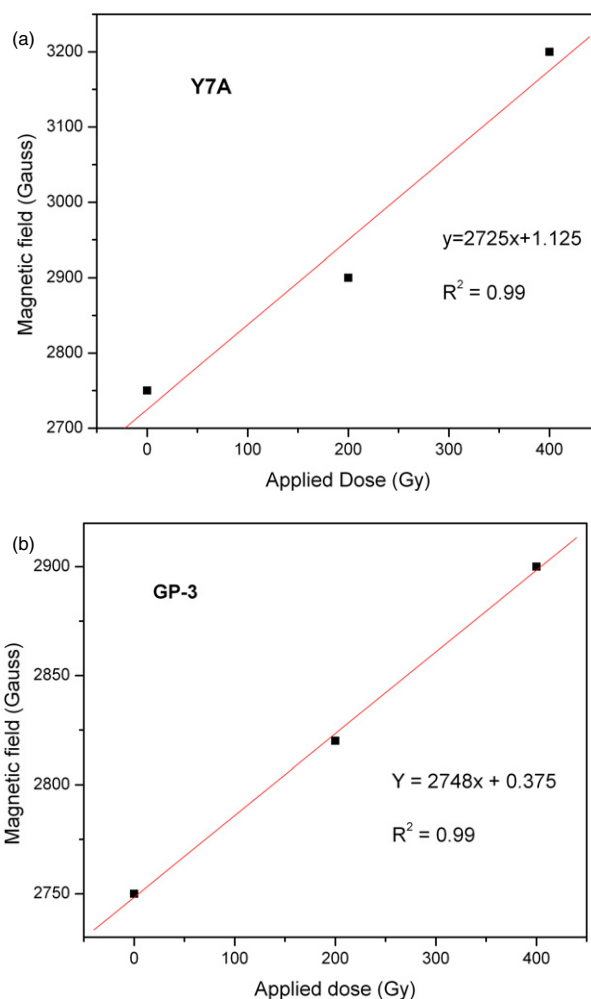 (a)
Y7A
3200
3100
3000
2900
2800
2700
Magnetic field (Gauss)
y=2725x+1.125
R² = 0.99
0 100 200 300 400
Applied Dose (Gy)
(b)
GP-3
2900
2850
2800
2750
Magnetic field (Gauss)
Y = 2748x + 0.375
R² = 0.99
0 100 200 300 400
Applied dose (Gy)